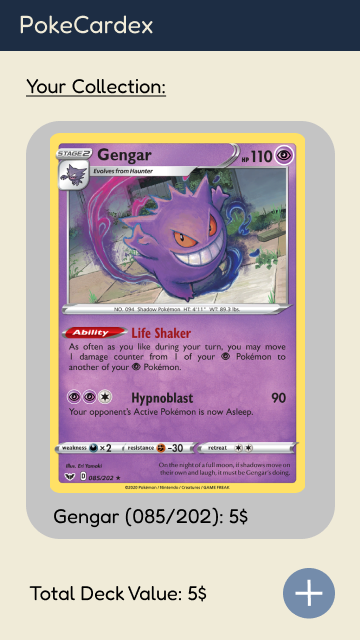 PokeCardex
Your Collection:
STAGE 2 Gengar HP 110
Evolves from Haunter
NO. 094 Shadow Pokémon HT. 4'11" WT. 89.3 lbs.
Ability Life Shaker
As often as you like during your turn, you may move
1 damage counter from 1 of your Pokémon to
another of your Pokémon.
Hypnoblast 90
Your opponent's Active Pokémon is now Asleep.
weakness ×2 resistance -30 retreat
Illus. Eri Yamaki
On the night of a full moon, if shadows move on
their own and laugh, it must be Gengar's doing.
D 085/202 ★
©2020 Pokémon / Nintendo / Creatures / GAME FREAK
Gengar (085/202): 5$
Total Deck Value: 5$